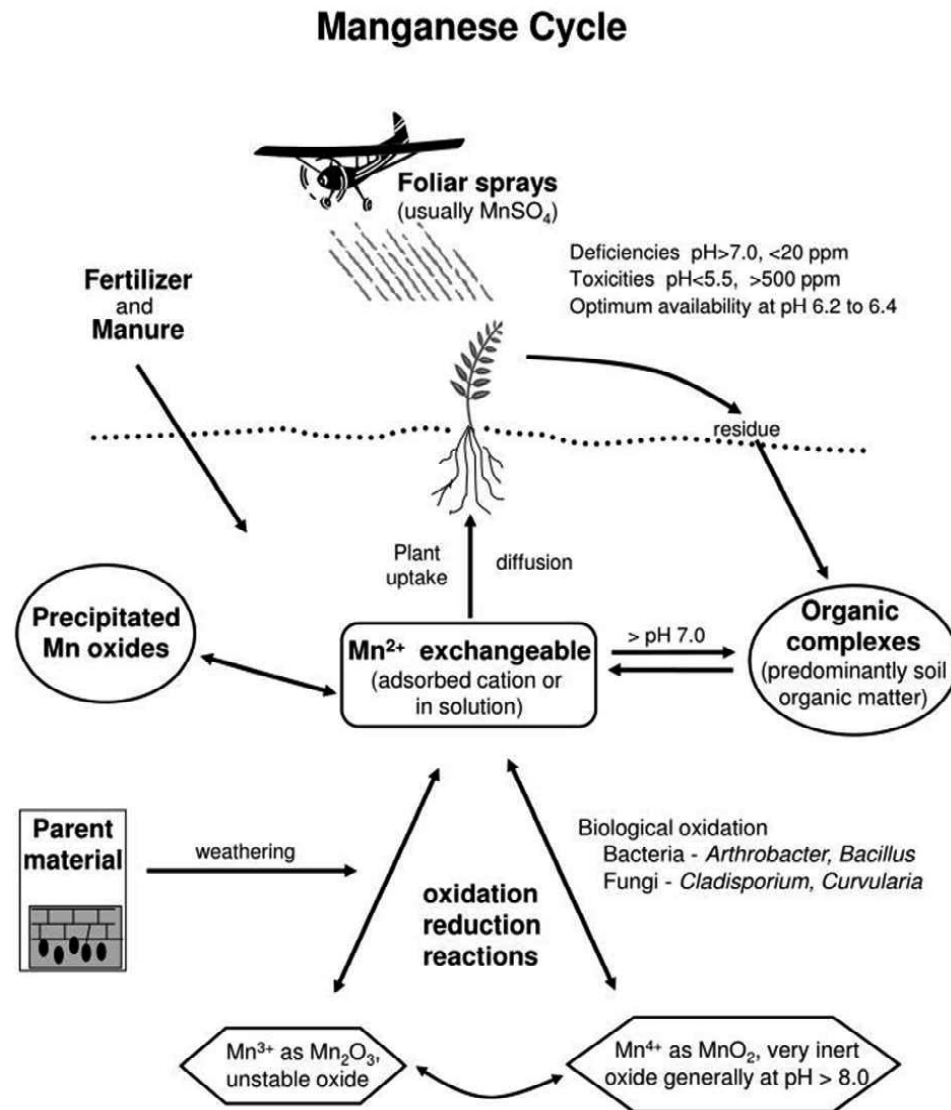 Manganese Cycle
Foliar sprays
(usually MnSO₄)
Deficiencies pH>7.0, <20 ppm
Toxicities pH<5.5, >500 ppm
Optimum availability at pH 6.2 to 6.4
Fertilizer
and
Manure
residue
Plant
uptake
diffusion
Precipitated
Mn oxides
Mn²⁺ exchangeable
(adsorbed cation or
in solution)
> pH 7.0
Organic
complexes
(predominantly soil
organic matter)
Parent
material
weathering
oxidation
reduction
reactions
Biological oxidation
Bacteria - Arthrobacter, Bacillus
Fungi - Cladisporium, Curvularia
Mn³⁺ as Mn₂O₃,
unstable oxide
Mn⁴⁺ as MnO₂, very inert
oxide generally at pH > 8.0